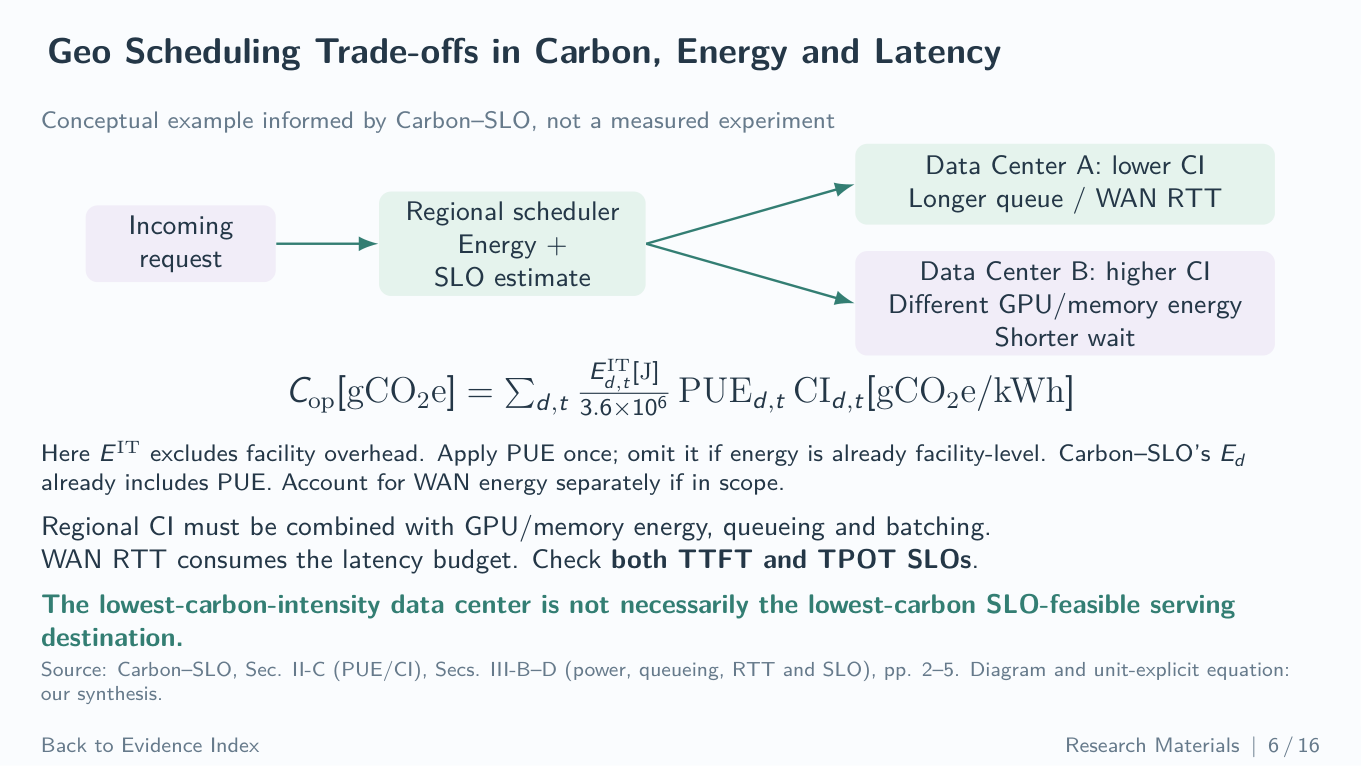 Geo Scheduling Trade-offs in Carbon, Energy and Latency
Conceptual example informed by Carbon–SLO, not a measured experiment
Incoming
request
Regional scheduler
Energy +
SLO estimate
Data Center A: lower CI
Longer queue / WAN RTT
Data Center B: higher CI
Different GPU/memory energy
Shorter wait
C_op[gCO₂e] = ∑_{d,t} E^{IT}_{d,t}[J] / 3.6×10⁶ PUE_{d,t} CI_{d,t}[gCO₂e/kWh]
Here E^{IT} excludes facility overhead. Apply PUE once; omit it if energy is already facility-level. Carbon–SLO's E_d
already includes PUE. Account for WAN energy separately if in scope.
Regional CI must be combined with GPU/memory energy, queueing and batching.
WAN RTT consumes the latency budget. Check both TTFT and TPOT SLOs.
The lowest-carbon-intensity data center is not necessarily the lowest-carbon SLO-feasible serving
destination.
Source: Carbon–SLO, Sec. II-C (PUE/CI), Secs. III-B–D (power, queueing, RTT and SLO), pp. 2–5. Diagram and unit-explicit equation:
our synthesis.
Back to Evidence Index
Research Materials | 6 / 16